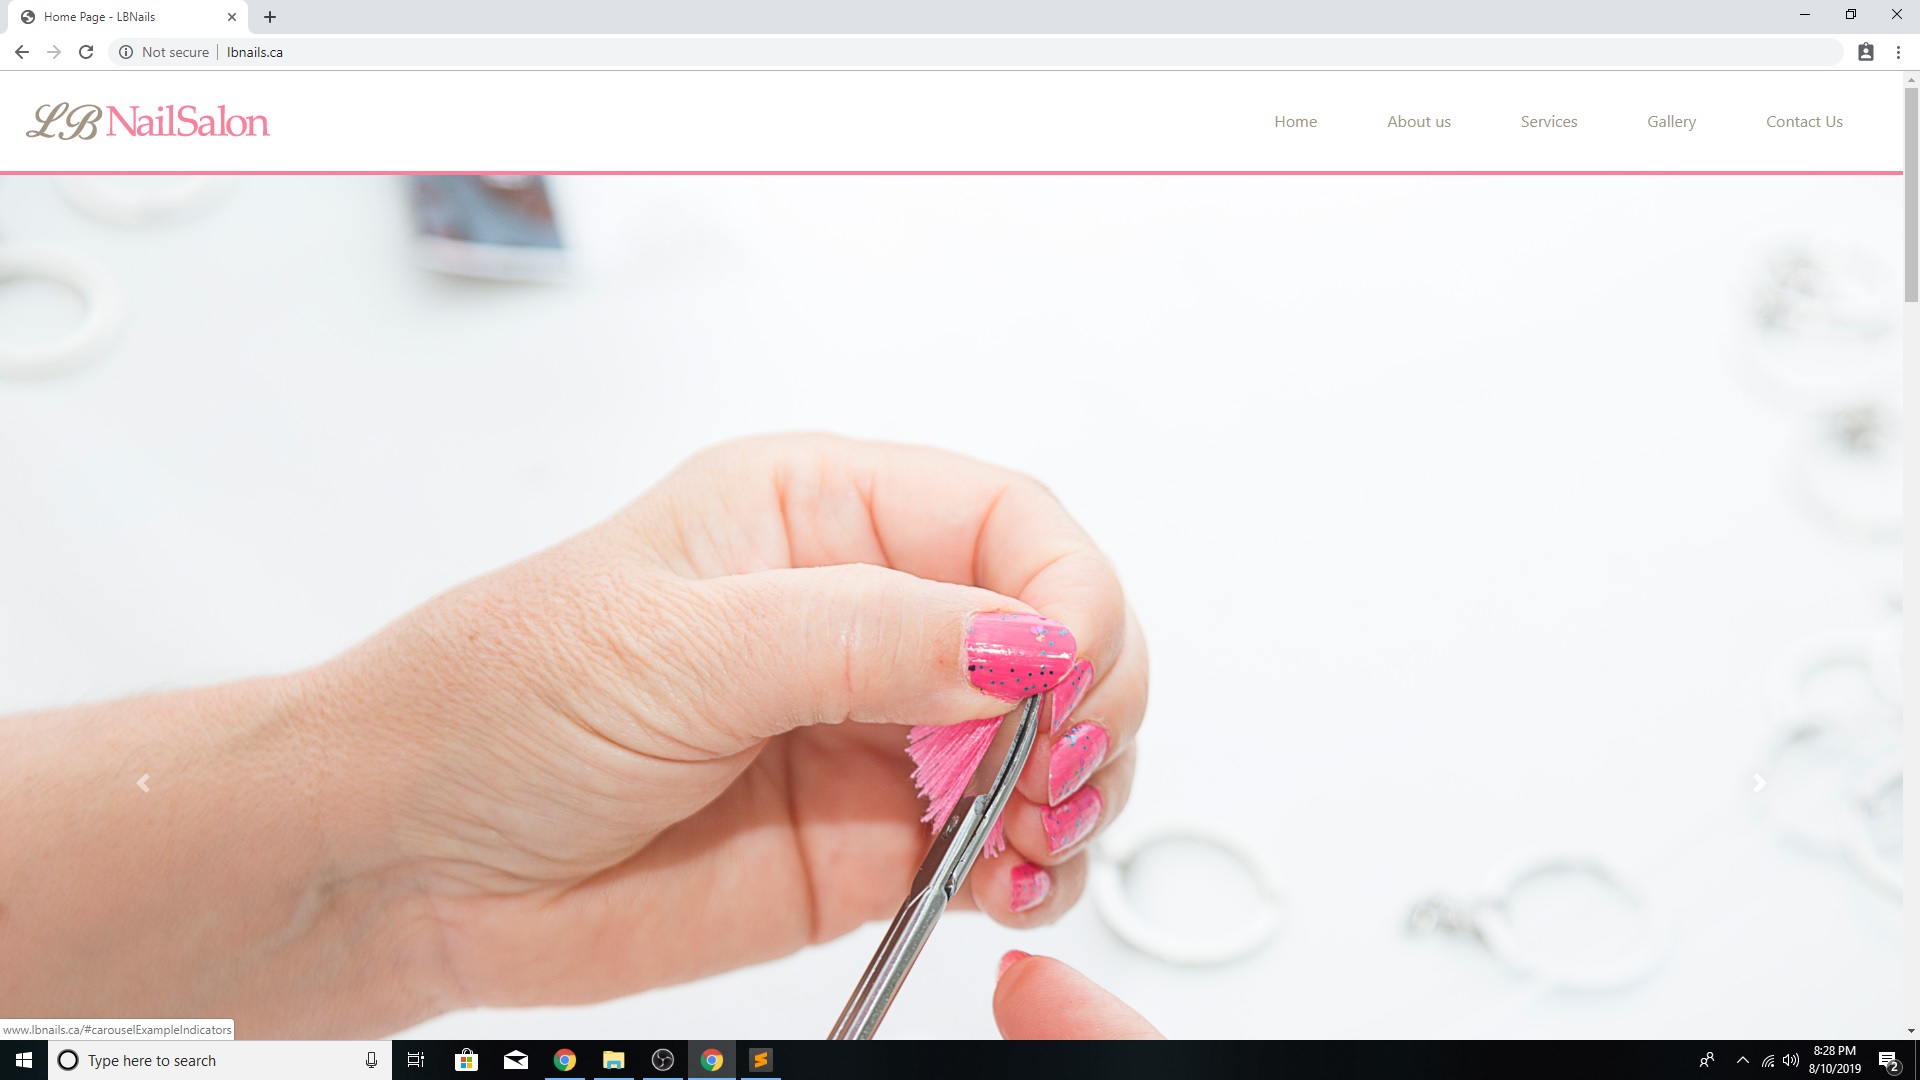 Home Page - LBNails
Not secure
lbnails.ca
LB NailSalon
Home
About us
Services
Gallery
Contact Us
www.lbnails.ca/#carouselExampleIndicators
Type here to search
8:28 PM
8/10/2019
2